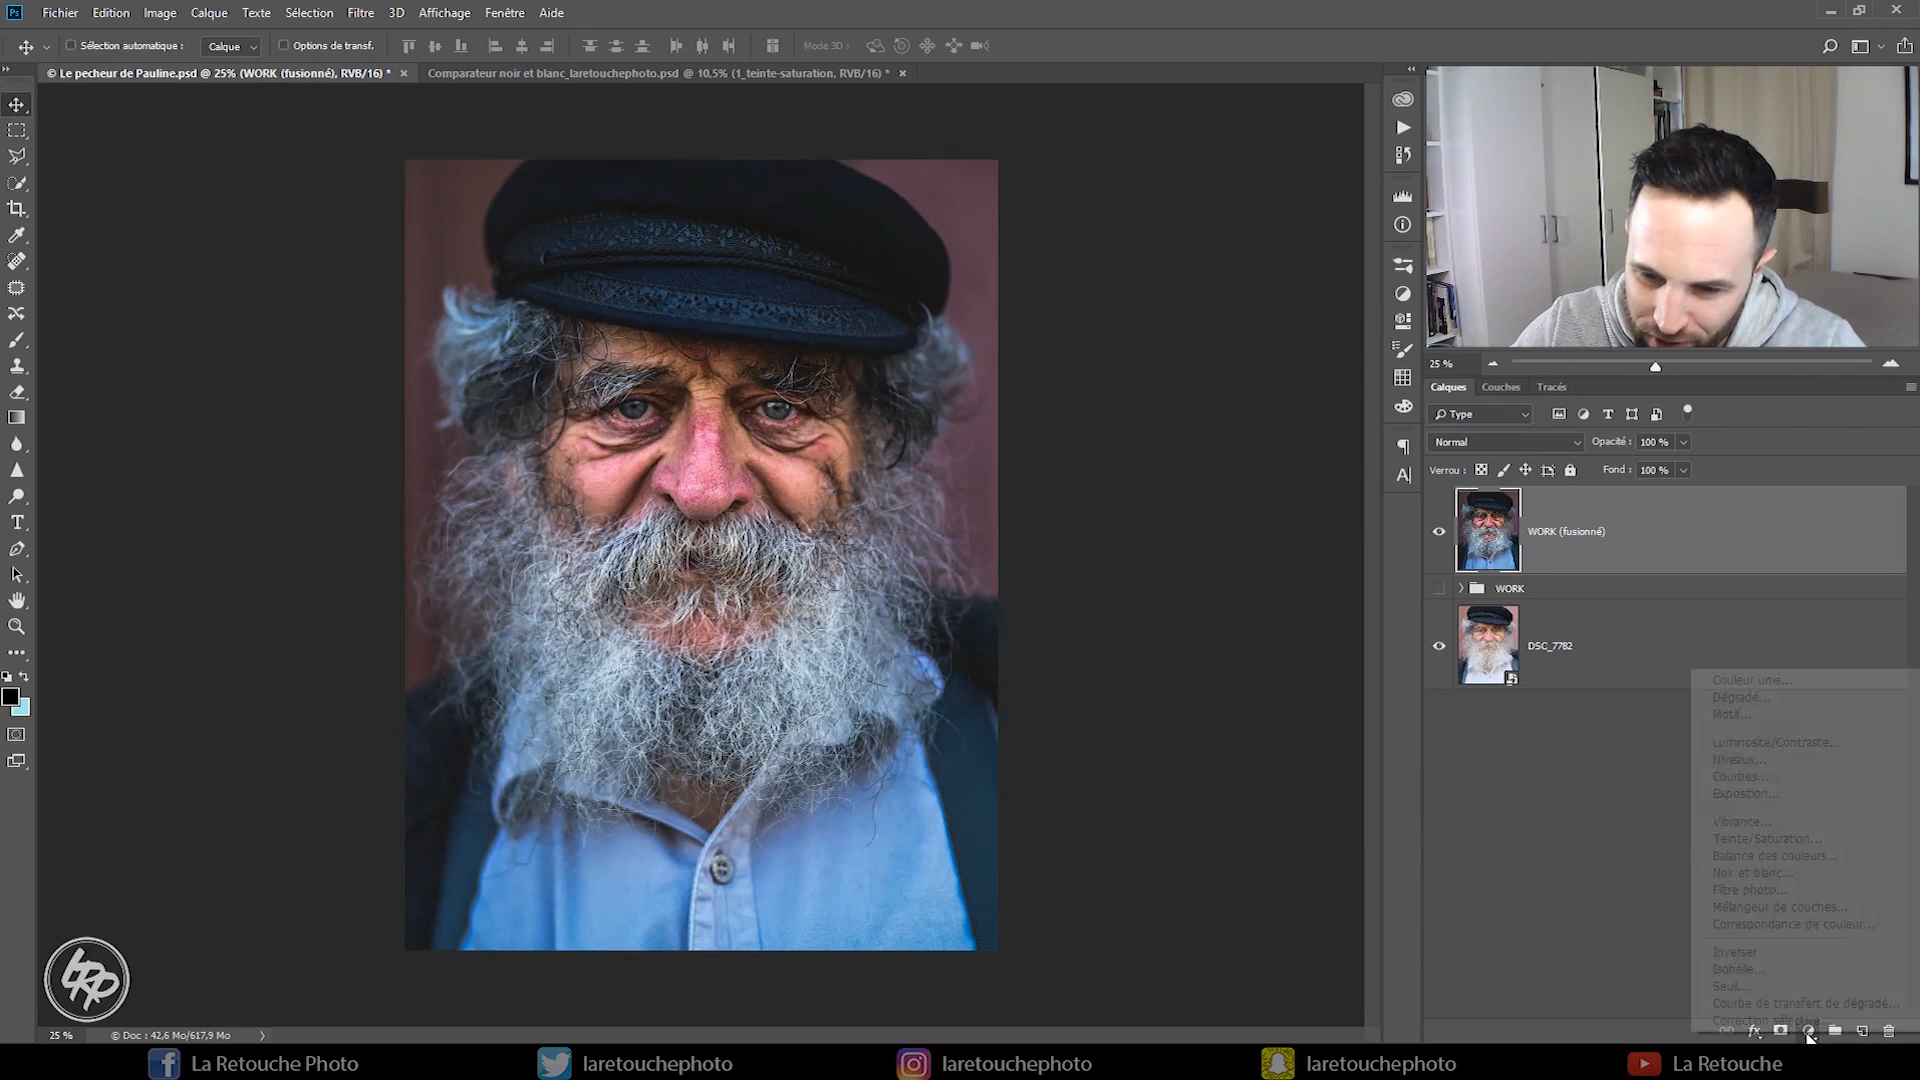 Ps Fichier Edition Image Calque Texte Sélection Filtre 3D Affichage Fenêtre Aide
Sélection automatique : Calque Options de transf. Mode 3D :
© Le pecheur de Pauline.psd @ 25% (WORK (fusionné), RVB/16) * × Comparateur noir et blanc_laretouchephoto.psd @ 10,5% (1_teinte-saturation, RVB/16) * ×
25 %
Calques Couches Tracés
Type
Normal Opacité : 100 %
Verrou : Fond : 100 %
WORK (fusionné)
WORK
DSC_7782
Couleur unie...
Dégradé...
Motif...
Luminosité/Contraste...
Niveaux...
Courbes...
Exposition...
Vibrance...
Teinte/Saturation...
Balance des couleurs...
Noir et blanc...
Filtre photo...
Mélangeur de couches...
Correspondance de couleur...
Inverser
Isohélie...
Seuil...
Courbe de transfert de dégradé...
Correction sélective...
fx
LRP
25 % © Doc : 42,6 Mo/617,9 Mo
La Retouche Photo laretouchephoto laretouchephoto laretouchephoto La Retouche